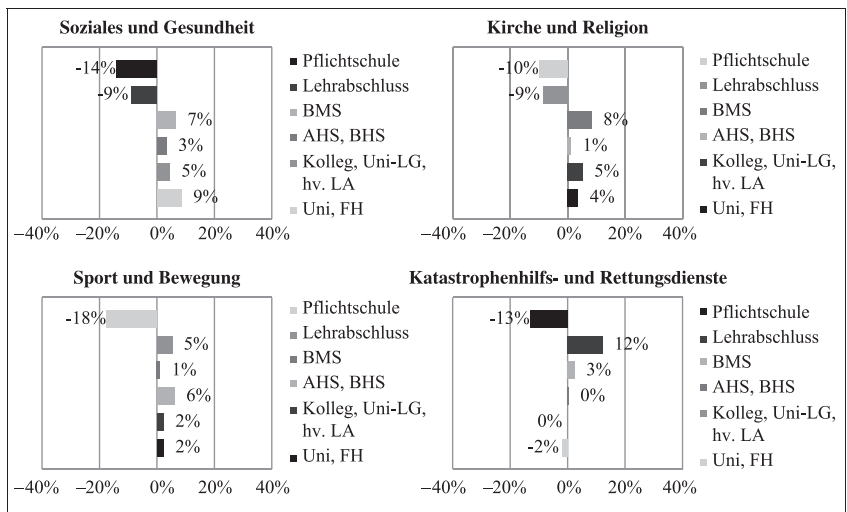 Soziales und Gesundheit
-14%
-9%
7%
3%
5%
9%
–40% –20% 0% 20% 40%
Pflichtschule
Lehrabschluss
BMS
AHS, BHS
Kolleg, Uni-LG,
hv. LA
Uni, FH
Kirche und Religion
-10%
-9%
8%
1%
5%
4%
–40% –20% 0% 20% 40%
Pflichtschule
Lehrabschluss
BMS
AHS, BHS
Kolleg, Uni-LG,
hv. LA
Uni, FH
Sport und Bewegung
-18%
5%
1%
6%
2%
2%
–40% –20% 0% 20% 40%
Pflichtschule
Lehrabschluss
BMS
AHS, BHS
Kolleg, Uni-LG,
hv. LA
Uni, FH
Katastrophenhilfs- und Rettungsdienste
-13%
12%
3%
0%
0%
-2%
–40% –20% 0% 20% 40%
Pflichtschule
Lehrabschluss
BMS
AHS, BHS
Kolleg, Uni-LG,
hv. LA
Uni, FH